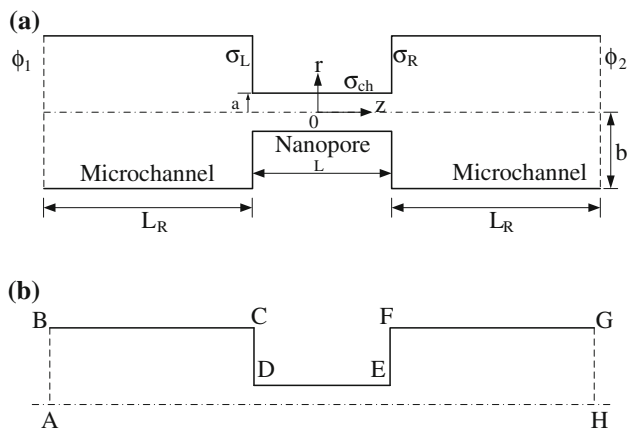 (a)
ϕ1 σL r σR ϕ2
σch
a z
0
Nanopore b
Microchannel L Microchannel
LR LR
(b)
B C F G
D E
A H